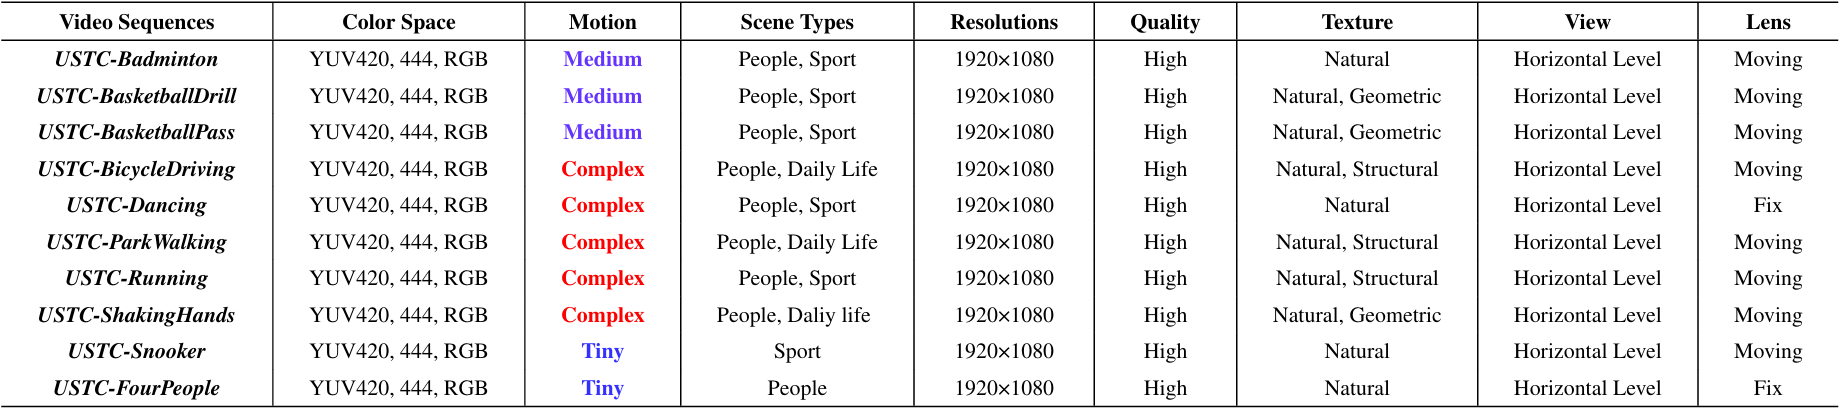 Video Sequences Color Space Motion Scene Types Resolutions Quality Texture View Lens
USTC-Badminton YUV420, 444, RGB Medium People, Sport 1920×1080 High Natural Horizontal Level Moving
USTC-BasketballDrill YUV420, 444, RGB Medium People, Sport 1920×1080 High Natural, Geometric Horizontal Level Moving
USTC-BasketballPass YUV420, 444, RGB Medium People, Sport 1920×1080 High Natural, Geometric Horizontal Level Moving
USTC-BicycleDriving YUV420, 444, RGB Complex People, Daily Life 1920×1080 High Natural, Structural Horizontal Level Moving
USTC-Dancing YUV420, 444, RGB Complex People, Sport 1920×1080 High Natural Horizontal Level Fix
USTC-ParkWalking YUV420, 444, RGB Complex People, Daily Life 1920×1080 High Natural, Structural Horizontal Level Moving
USTC-Running YUV420, 444, RGB Complex People, Sport 1920×1080 High Natural, Structural Horizontal Level Moving
USTC-ShakingHands YUV420, 444, RGB Complex People, Daliy life 1920×1080 High Natural, Geometric Horizontal Level Moving
USTC-Snooker YUV420, 444, RGB Tiny Sport 1920×1080 High Natural Horizontal Level Moving
USTC-FourPeople YUV420, 444, RGB Tiny People 1920×1080 High Natural Horizontal Level Fix